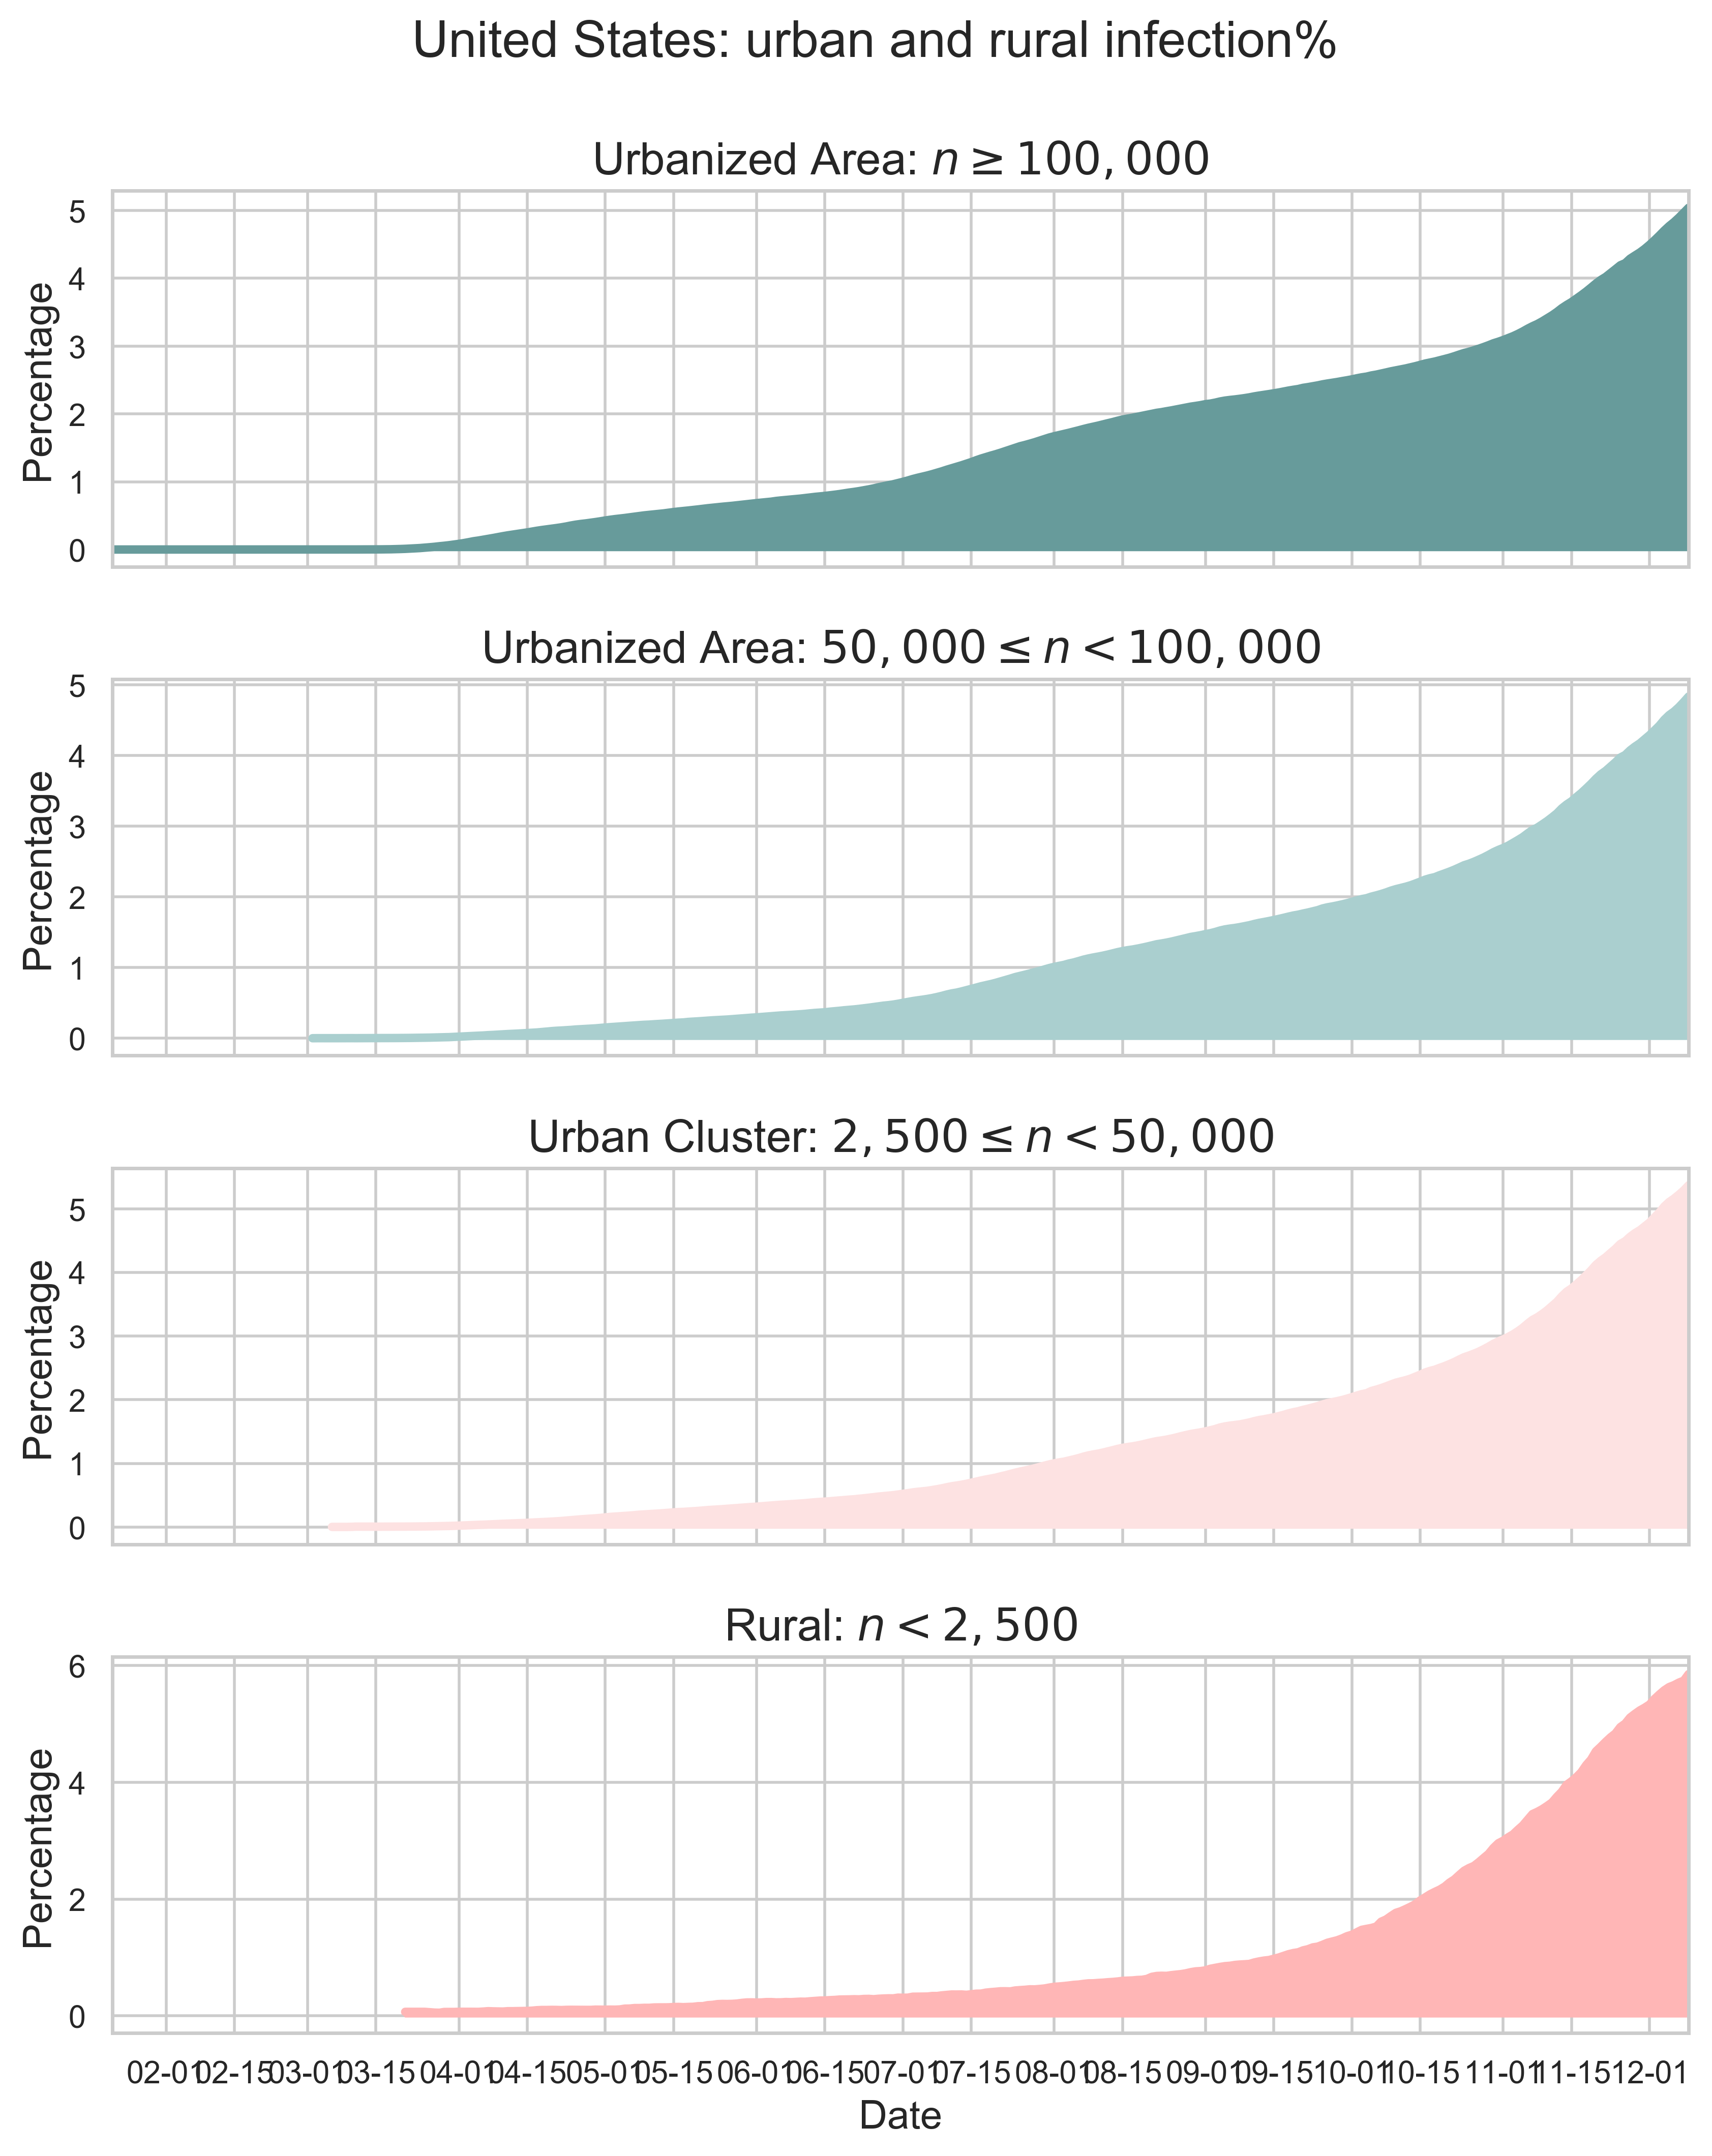 United States: urban and rural infection%
Urbanized Area: n ≥ 100, 000
5
4
3
2
1
0
Percentage
Urbanized Area: 50, 000 ≤ n < 100, 000
5
4
3
2
1
0
Percentage
Urban Cluster: 2, 500 ≤ n < 50, 000
5
4
3
2
1
0
Percentage
Rural: n < 2, 500
6
4
2
0
Percentage
02-01 02-15 03-01 03-15 04-01 04-15 05-01 05-15 06-01 06-15 07-01 07-15 08-01 08-15 09-01 09-15 10-01 10-15 11-01 11-15 12-01
Date